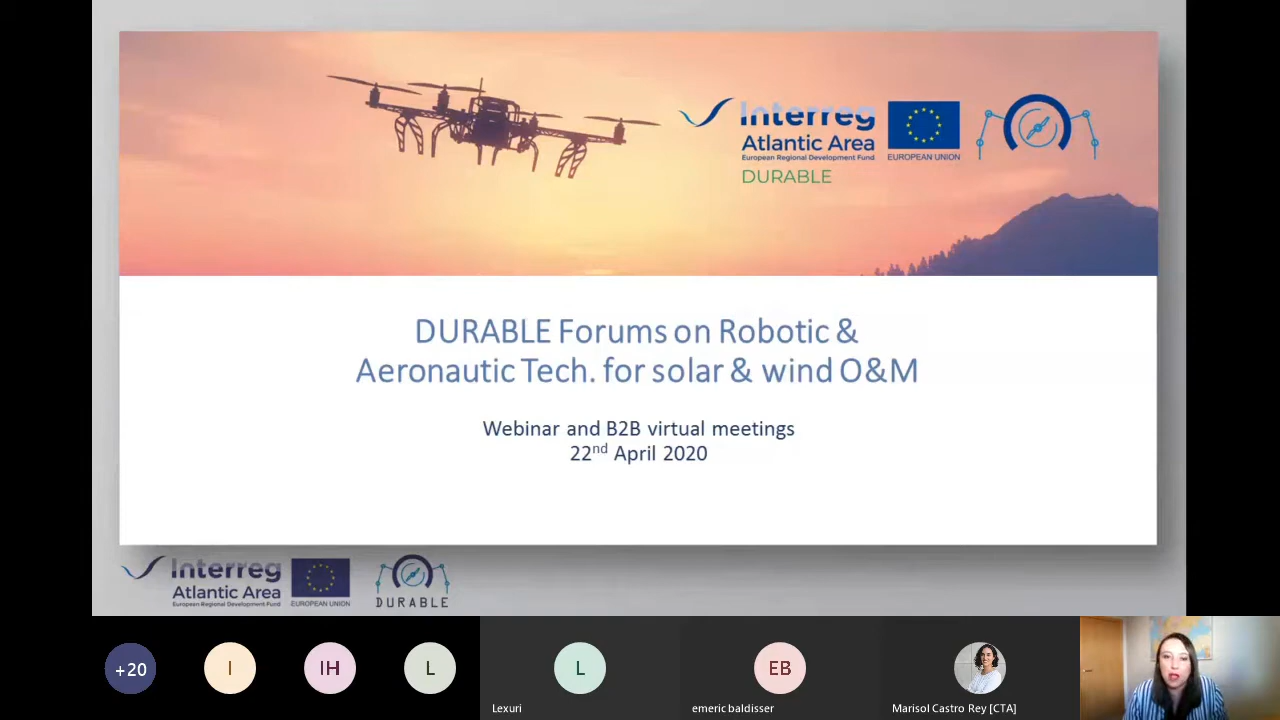 Interreg
Atlantic Area
European Regional Development Fund
EUROPEAN UNION
DURABLE
DURABLE Forums on Robotic &
Aeronautic Tech. for solar & wind O&M
Webinar and B2B virtual meetings
22nd April 2020
Interreg
Atlantic Area
European Regional Development Fund
EUROPEAN UNION
DURABLE
+20
I
IH
L
L
EB
Lexuri
emeric baldisser
Marisol Castro Rey [CTA]